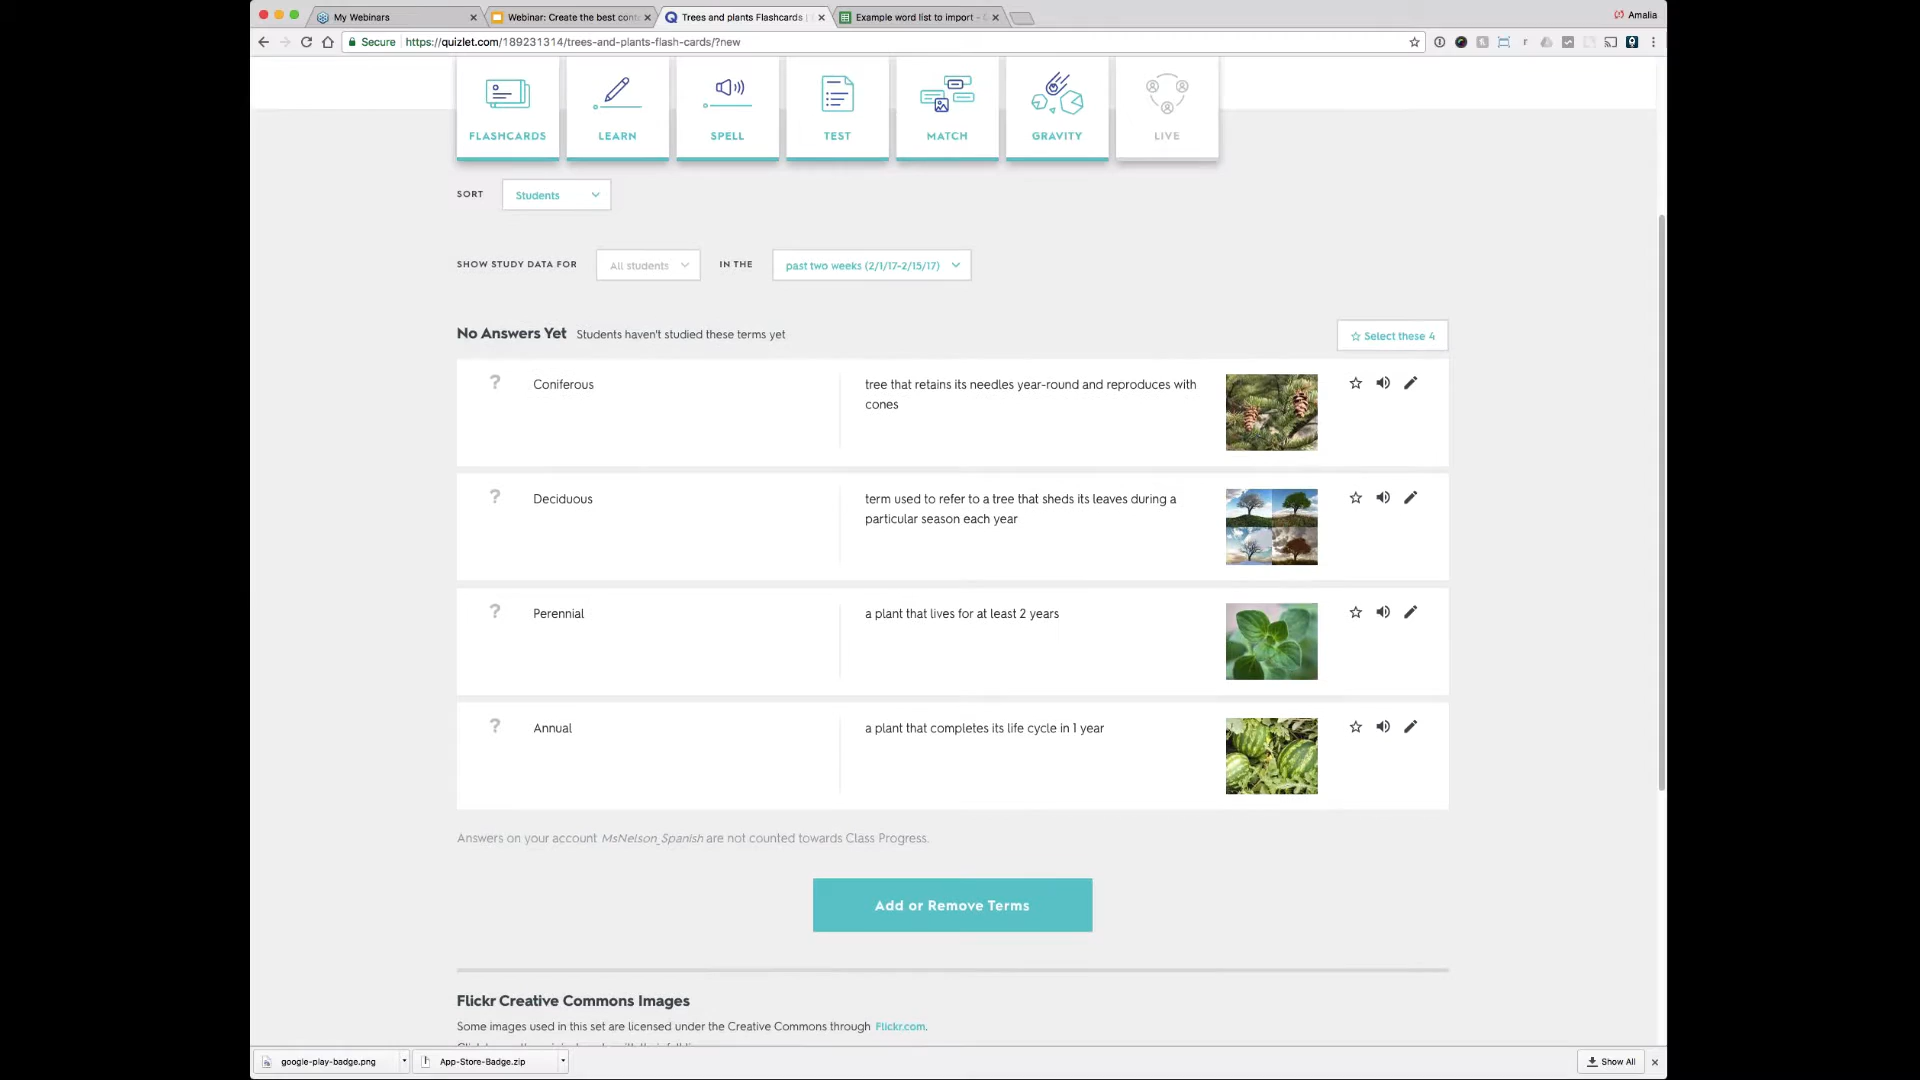 My Webinars
Webinar: Create the best cont
Trees and plants Flashcards |
Example word list to import -
Amalia
Secure
https://quizlet.com/189231314/trees-and-plants-flash-cards/?new
FLASHCARDS
LEARN
SPELL
TEST
MATCH
GRAVITY
LIVE
SORT
Students
SHOW STUDY DATA FOR
All students
IN THE
past two weeks (2/1/17-2/15/17)
No Answers Yet
Students haven't studied these terms yet
Select these 4
? Coniferous
tree that retains its needles year-round and reproduces with
cones
? Deciduous
term used to refer to a tree that sheds its leaves during a
particular season each year
? Perennial
a plant that lives for at least 2 years
? Annual
a plant that completes its life cycle in 1 year
Answers on your account MsNelson_Spanish are not counted towards Class Progress.
Add or Remove Terms
Flickr Creative Commons Images
Some images used in this set are licensed under the Creative Commons through Flickr.com.
google-play-badge.png
App-Store-Badge.zip
Show All